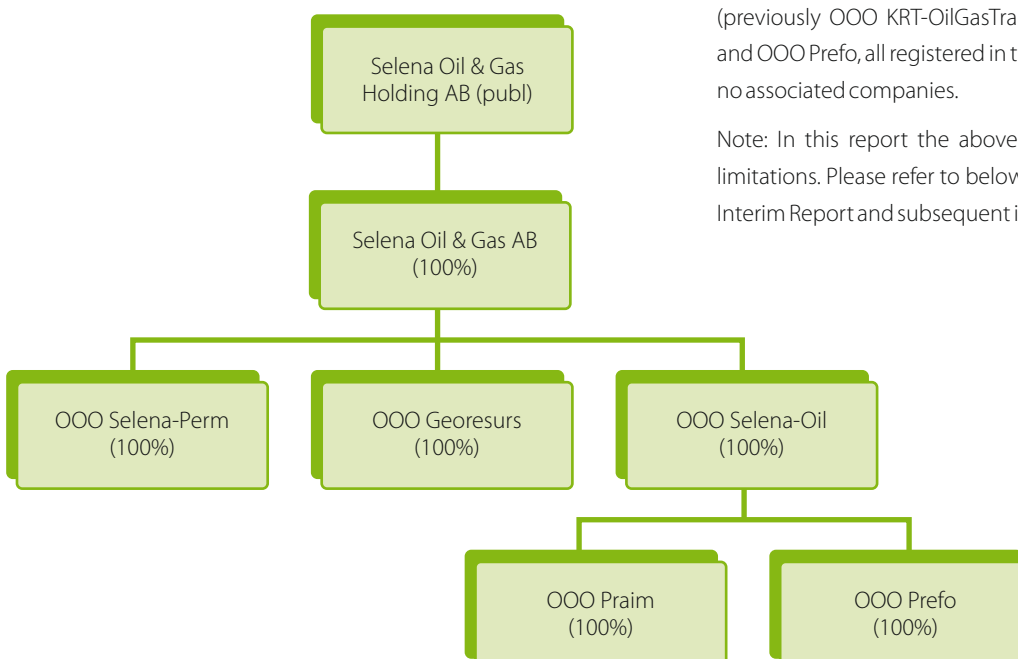 (previously OOO KRT-OilGasTra
and OOO Prefo, all registered in t
no associated companies.
Note: In this report the above
limitations. Please refer to below
Interim Report and subsequent i
Selena Oil & Gas
Holding AB (publ)
Selena Oil & Gas AB
(100%)
OOO Selena-Perm
(100%)
OOO Georesurs
(100%)
OOO Selena-Oil
(100%)
OOO Praim
(100%)
OOO Prefo
(100%)